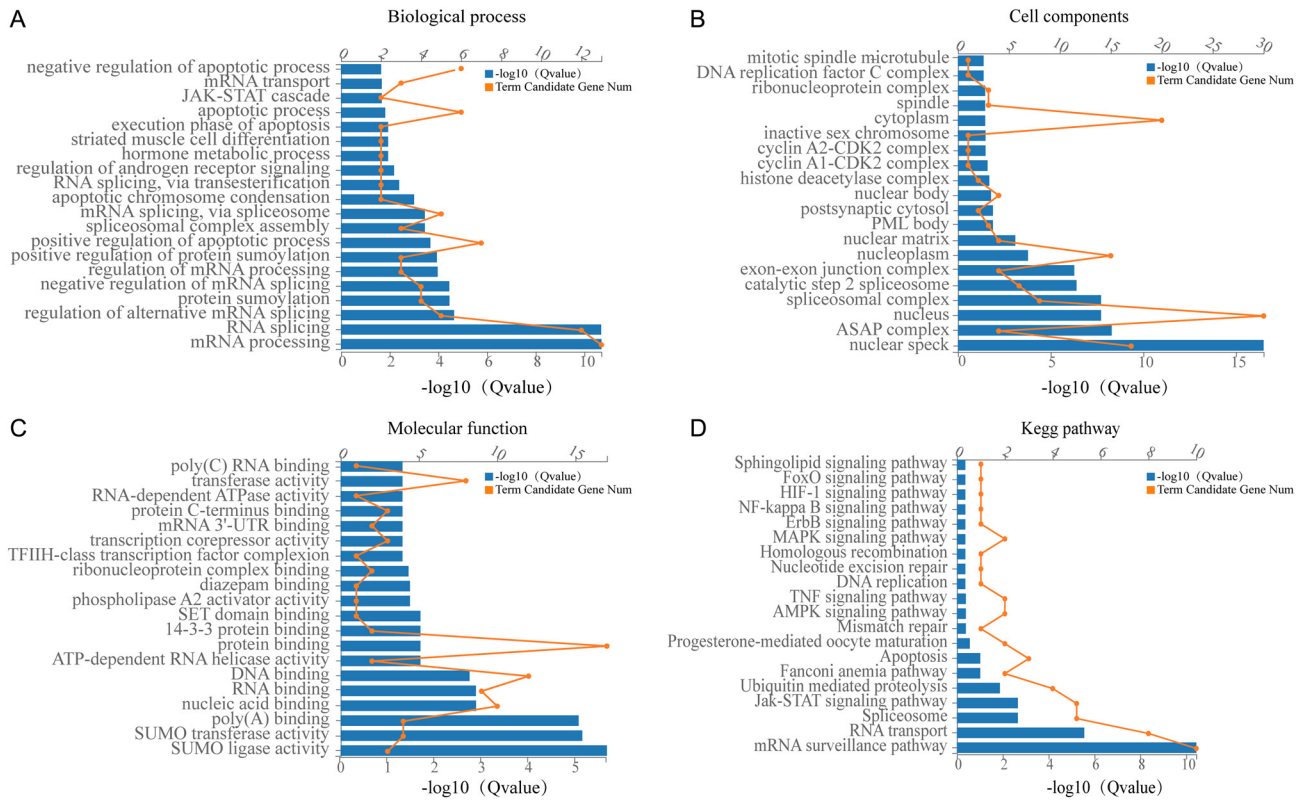 A
Biological process
0 2 4 6 8 10 12
-log10（Qvalue）
Term Candidate Gene Num
negative regulation of apoptotic process
mRNA transport
JAK-STAT cascade
apoptotic process
execution phase of apoptosis
striated muscle cell differentiation
hormone metabolic process
regulation of androgen receptor signaling
RNA splicing, via transesterification
apoptotic chromosome condensation
mRNA splicing, via spliceosome
spliceosomal complex assembly
positive regulation of apoptotic process
positive regulation of protein sumoylation
regulation of mRNA processing
negative regulation of mRNA splicing
protein sumoylation
regulation of alternative mRNA splicing
RNA splicing
mRNA processing
0 2 4 6 8 10
-log10（Qvalue）
B
Cell components
0 5 10 15 20 25 30
-log10（Qvalue）
Term Candidate Gene Num
mitotic spindle microtubule
DNA replication factor C complex
ribonucleoprotein complex
spindle
cytoplasm
inactive sex chromosome
cyclin A2-CDK2 complex
cyclin A1-CDK2 complex
histone deacetylase complex
nuclear body
postsynaptic cytosol
PML body
nuclear matrix
nucleoplasm
exon-exon junction complex
catalytic step 2 spliceosome
spliceosomal complex
nucleus
ASAP complex
nuclear speck
0 5 10 15
-log10（Qvalue）
C
Molecular function
0 5 10 15
-log10（Qvalue）
Term Candidate Gene Num
poly(C) RNA binding
transferase activity
RNA-dependent ATPase activity
protein C-terminus binding
mRNA 3'-UTR binding
transcription corepressor activity
TFIIH-class transcription factor complexion
ribonucleoprotein complex binding
diazepam binding
phospholipase A2 activator activity
SET domain binding
14-3-3 protein binding
protein binding
ATP-dependent RNA helicase activity
DNA binding
RNA binding
nucleic acid binding
poly(A) binding
SUMO transferase activity
SUMO ligase activity
0 1 2 3 4 5
-log10（Qvalue）
D
Kegg pathway
0 2 4 6 8 10
-log10（Qvalue）
Term Candidate Gene Num
Sphingolipid signaling pathway
FoxO signaling pathway
HIF-1 signaling pathway
NF-kappa B signaling pathway
ErbB signaling pathway
MAPK signaling pathway
Homologous recombination
Nucleotide excision repair
DNA replication
TNF signaling pathway
AMPK signaling pathway
Mismatch repair
Progesterone-mediated oocyte maturation
Apoptosis
Fanconi anemia pathway
Ubiquitin mediated proteolysis
Jak-STAT signaling pathway
Spliceosome
RNA transport
mRNA surveillance pathway
0 2 4 6 8 10
-log10（Qvalue）